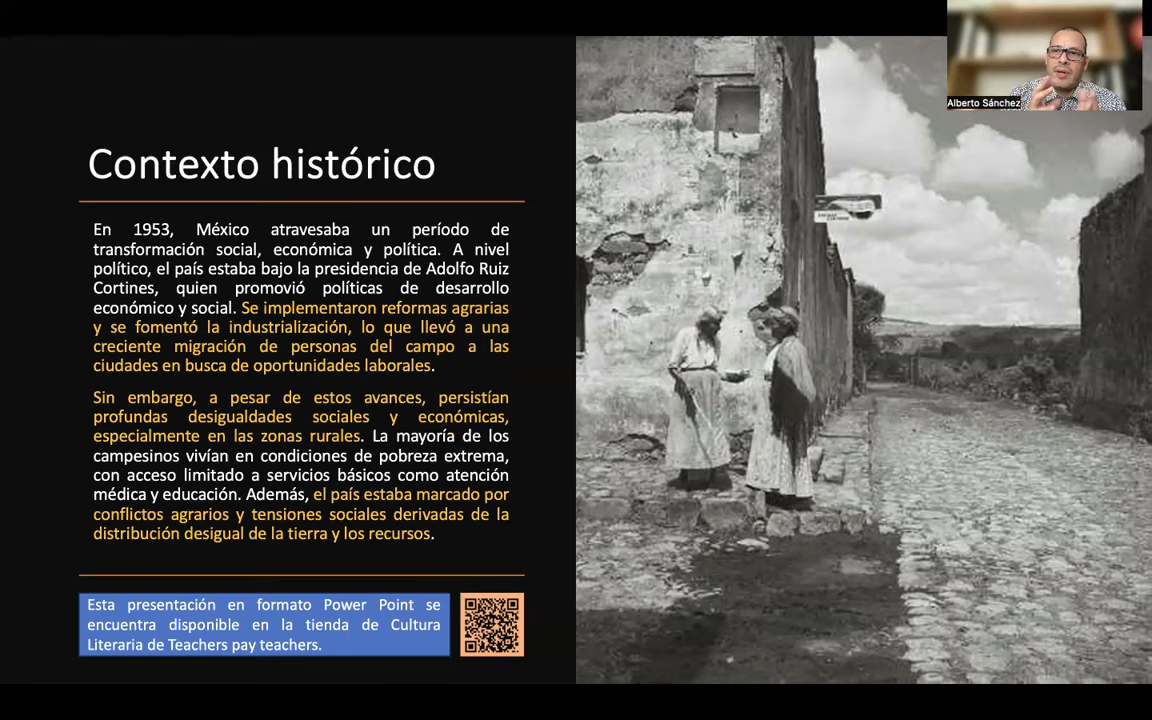 Alberto Sánchez
Contexto histórico
En 1953, México atravesaba un período de
transformación social, económica y política. A nivel
político, el país estaba bajo la presidencia de Adolfo Ruiz
Cortines, quien promovió políticas de desarrollo
económico y social. Se implementaron reformas agrarias
y se fomentó la industrialización, lo que llevó a una
creciente migración de personas del campo a las
ciudades en busca de oportunidades laborales.
Sin embargo, a pesar de estos avances, persistían
profundas desigualdades sociales y económicas,
especialmente en las zonas rurales. La mayoría de los
campesinos vivían en condiciones de pobreza extrema,
con acceso limitado a servicios básicos como atención
médica y educación. Además, el país estaba marcado por
conflictos agrarios y tensiones sociales derivadas de la
distribución desigual de la tierra y los recursos.
Esta presentación en formato Power Point se
encuentra disponible en la tienda de Cultura
Literaria de Teachers pay teachers.